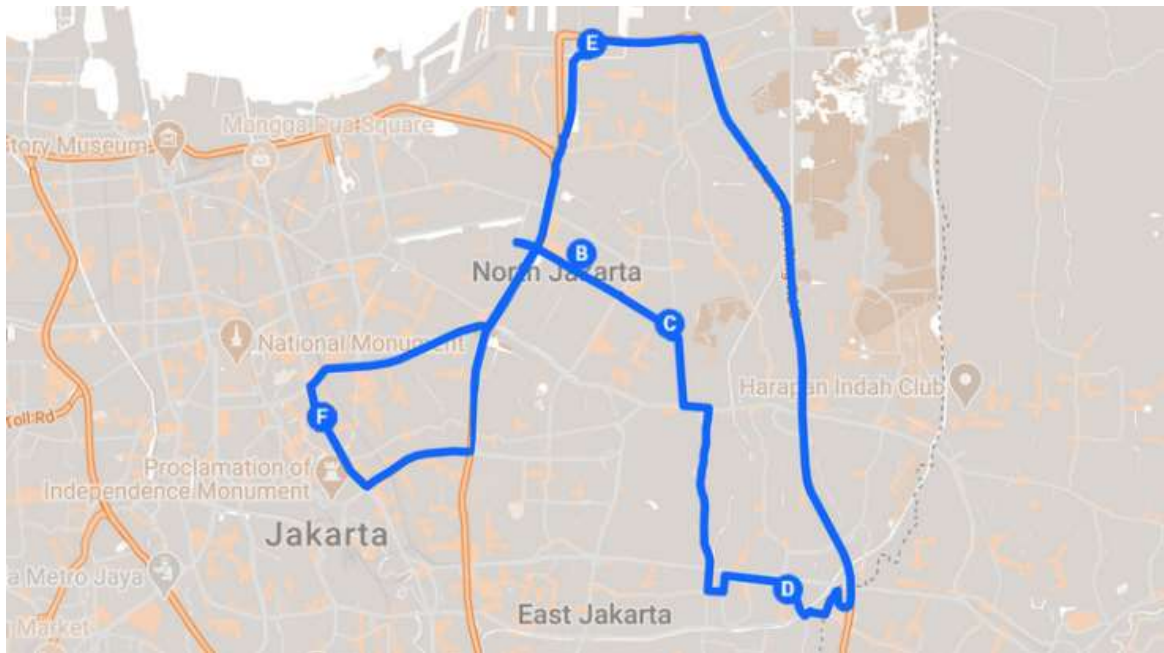 E
Mangga Dua Square
story Museum
B
North Jakarta
C
National Monument
Harapan Indah Club
Toll Rd
F
Proclamation of
Independence Monument
Jakarta
a Metro Jaya
D
East Jakarta
Market